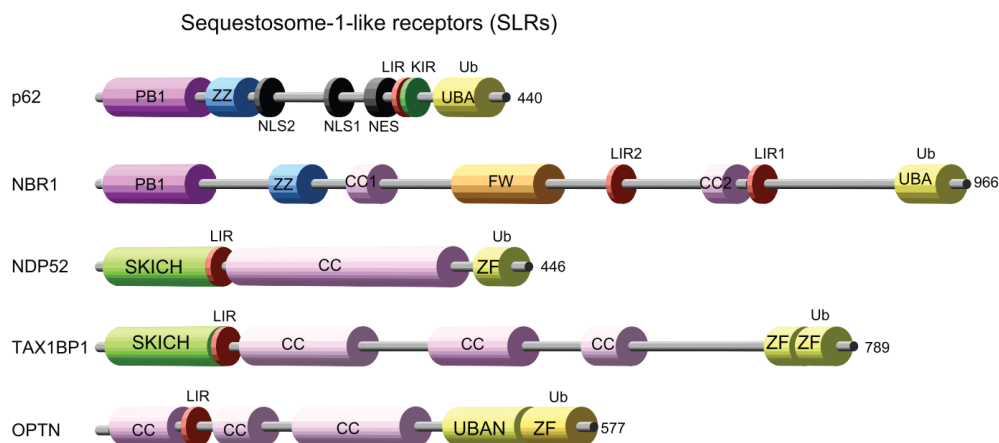 Sequestosome-1-like receptors (SLRs)
LIR KIR Ub
p62 PB1 ZZ UBA 440
NLS2 NLS1 NES
LIR2 LIR1 Ub
NBR1 PB1 ZZ CC1 FW CC2 UBA 966
LIR Ub
NDP52 SKICH CC ZF 446
LIR Ub
TAX1BP1 SKICH CC CC CC ZF ZF 789
LIR Ub
OPTN CC CC CC UBAN ZF 577